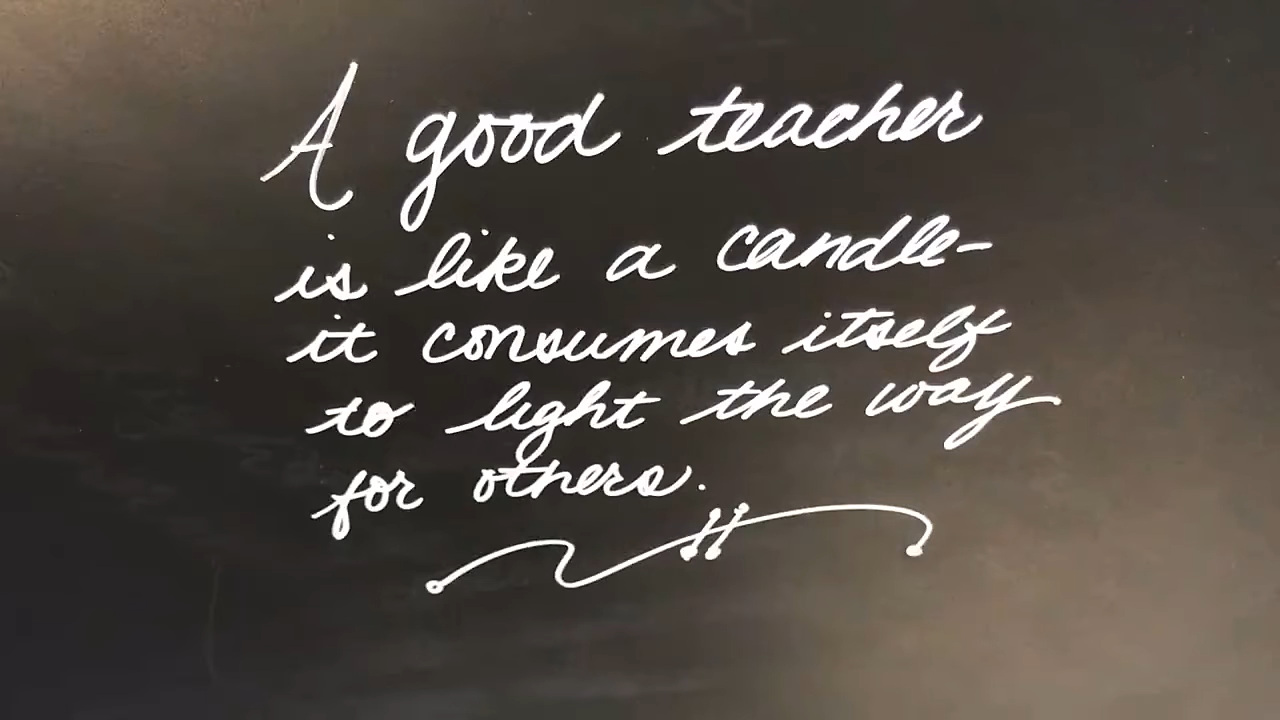 A good teacher
is like a candle-
it consumes itself
to light the way
for others.